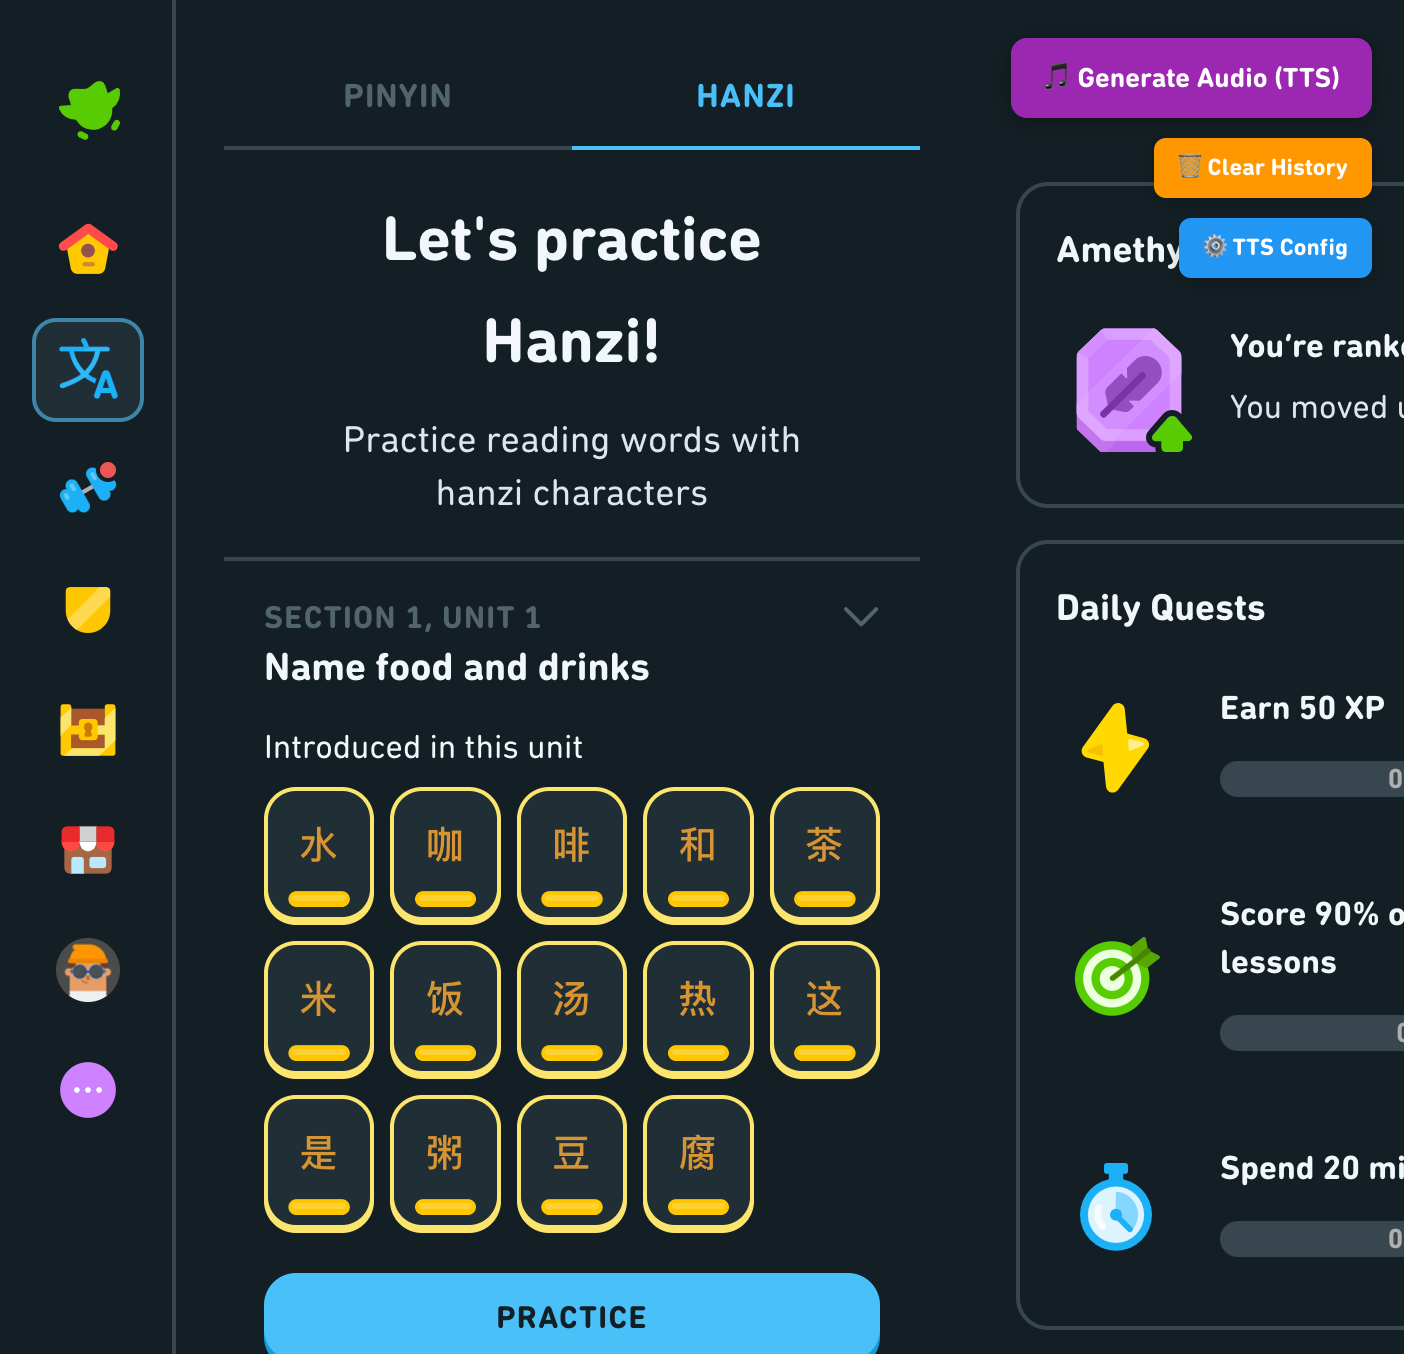 PINYIN
HANZI
Let's practice
Hanzi!
Practice reading words with
hanzi characters
SECTION 1, UNIT 1
Name food and drinks
Introduced in this unit
水 咖 啡 和 茶
米 饭 汤 热 这
是 粥 豆 腐
PRACTICE
🎵 Generate Audio (TTS)
🗑️ Clear History
⚙️ TTS Config
Amethy
You’re rank
You moved
Daily Quests
Earn 50 XP
0
Score 90% o
lessons
Spend 20 mi
0